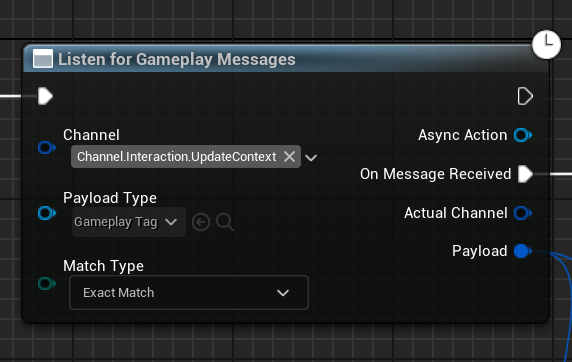 Listen for Gameplay Messages
Channel
Channel.Interaction.UpdateContext
Async Action
On Message Received
Payload Type
Gameplay Tag
Actual Channel
Payload
Match Type
Exact Match